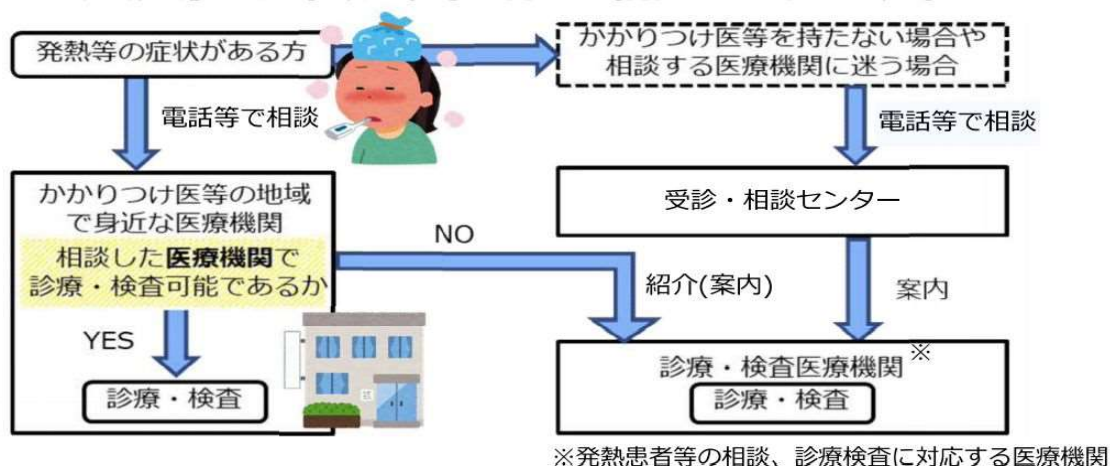 発熱等の症状がある方
かかりつけ医等を持たない場合や
相談する医療機関に迷う場合
電話等で相談
電話等で相談
かかりつけ医等の地域
で身近な医療機関
相談した医療機関で
診療・検査可能であるか
受診・相談センター
NO
紹介(案内)
案内
YES
診療・検査
診療・検査医療機関※
診療・検査
※発熱患者等の相談、診療検査に対応する医療機関